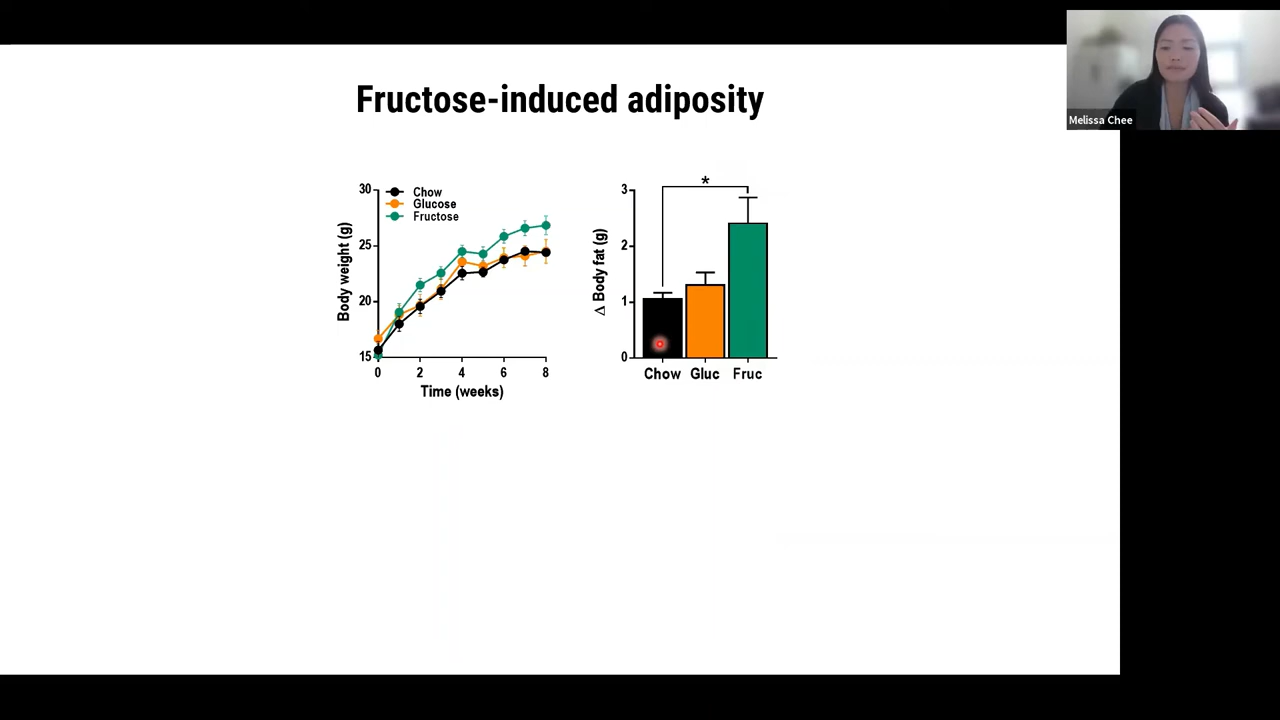 Melissa Chee
Fructose-induced adiposity
Chow
Glucose
Fructose
Body weight (g)
30
25
20
15
0 2 4 6 8
Time (weeks)
*
Δ Body fat (g)
3
2
1
0
Chow Gluc Fruc